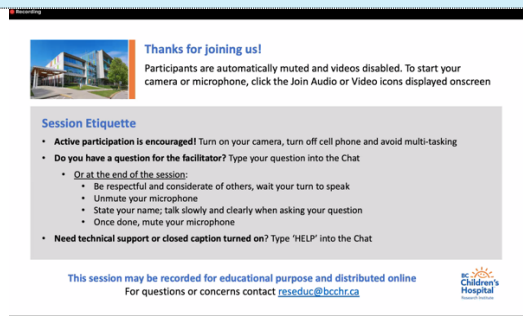 Recording
Thanks for joining us!
Participants are automatically muted and videos disabled. To start your
camera or microphone, click the Join Audio or Video icons displayed onscreen
Session Etiquette
• Active participation is encouraged! Turn on your camera, turn off cell phone and avoid multi-tasking
• Do you have a question for the facilitator? Type your question into the Chat
• Or at the end of the session:
• Be respectful and considerate of others, wait your turn to speak
• Unmute your microphone
• State your name; talk slowly and clearly when asking your question
• Once done, mute your microphone
• Need technical support or closed caption turned on? Type ‘HELP’ into the Chat
This session may be recorded for educational purpose and distributed online
For questions or concerns contact reseduc@bcchr.ca
BC
Children's
Hospital
Research Institute